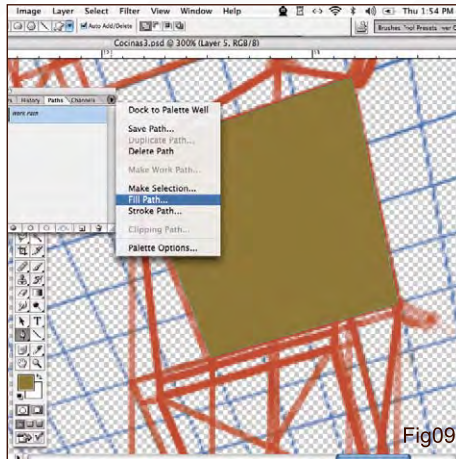 Image Layer Select Filter View Window Help Thu 1:54 PM
Auto Add/Delete Brushes Tool Presets
Cocinas3.psd @ 300% (Layer 5, RGB/8)
History Paths Channels
Work Path
Dock to Palette Well
Save Path...
Duplicate Path...
Delete Path
Make Work Path...
Make Selection...
Fill Path...
Stroke Path...
Clipping Path...
Palette Options...
T
Fig09